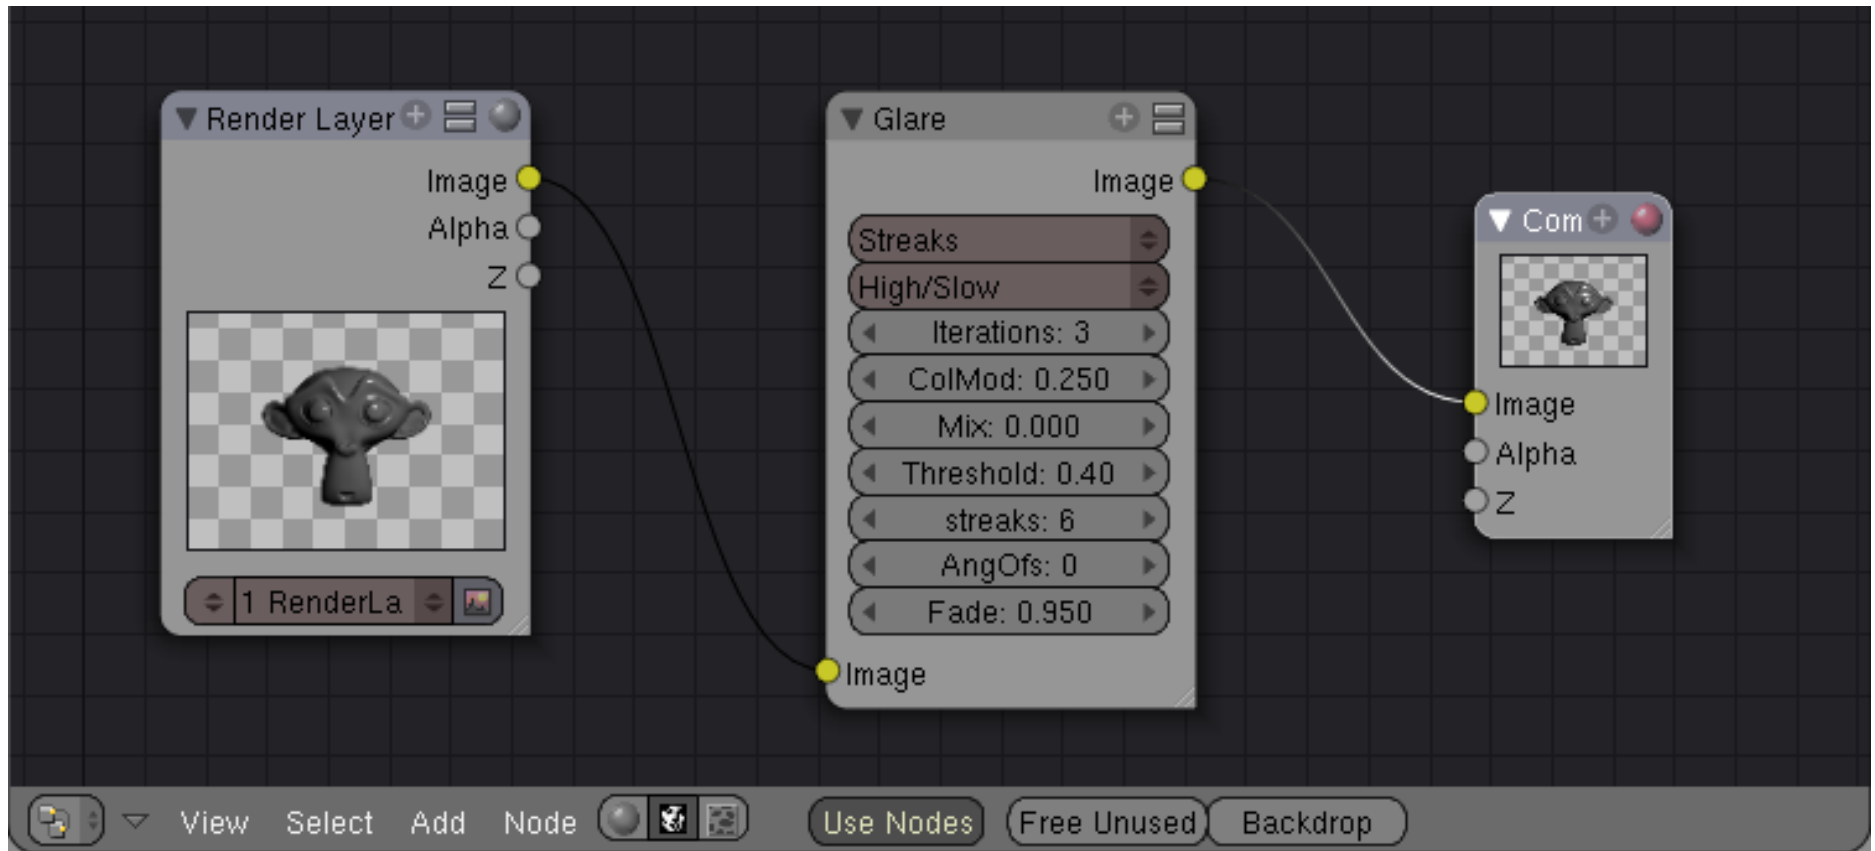 Render Layer
Image
Alpha
Z
1 RenderLa
Glare
Image
Streaks
High/Slow
Iterations: 3
ColMod: 0.250
Mix: 0.000
Threshold: 0.40
streaks: 6
AngOfs: 0
Fade: 0.950
Image
Com
Image
Alpha
Z
View Select Add Node Use Nodes Free Unused Backdrop